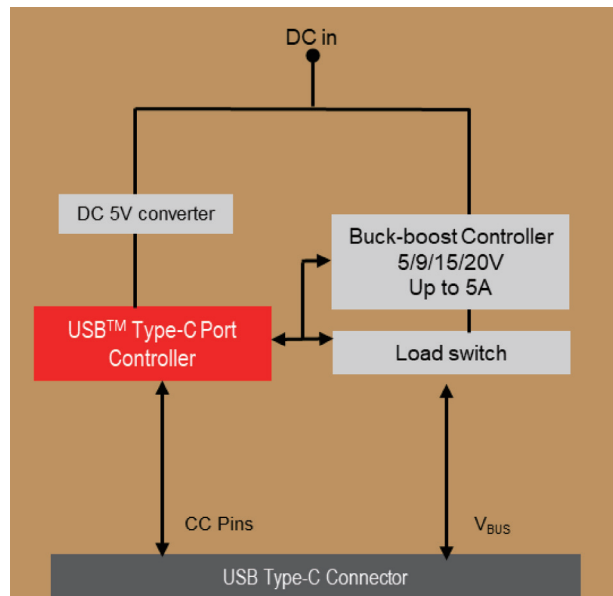 DC in
DC 5V converter
Buck-boost Controller
5/9/15/20V
Up to 5A
USB™ Type-C Port
Controller
Load switch
CC Pins
VBUS
USB Type-C Connector